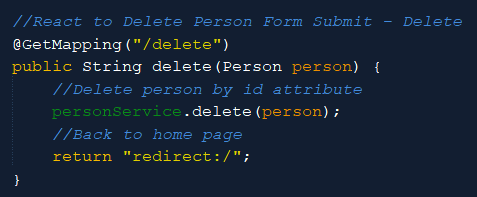 //React to Delete Person Form Submit - Delete
@GetMapping("/delete")
public String delete(Person person) {
//Delete person by id attribute
personService.delete(person);
//Back to home page
return "redirect:/";
}